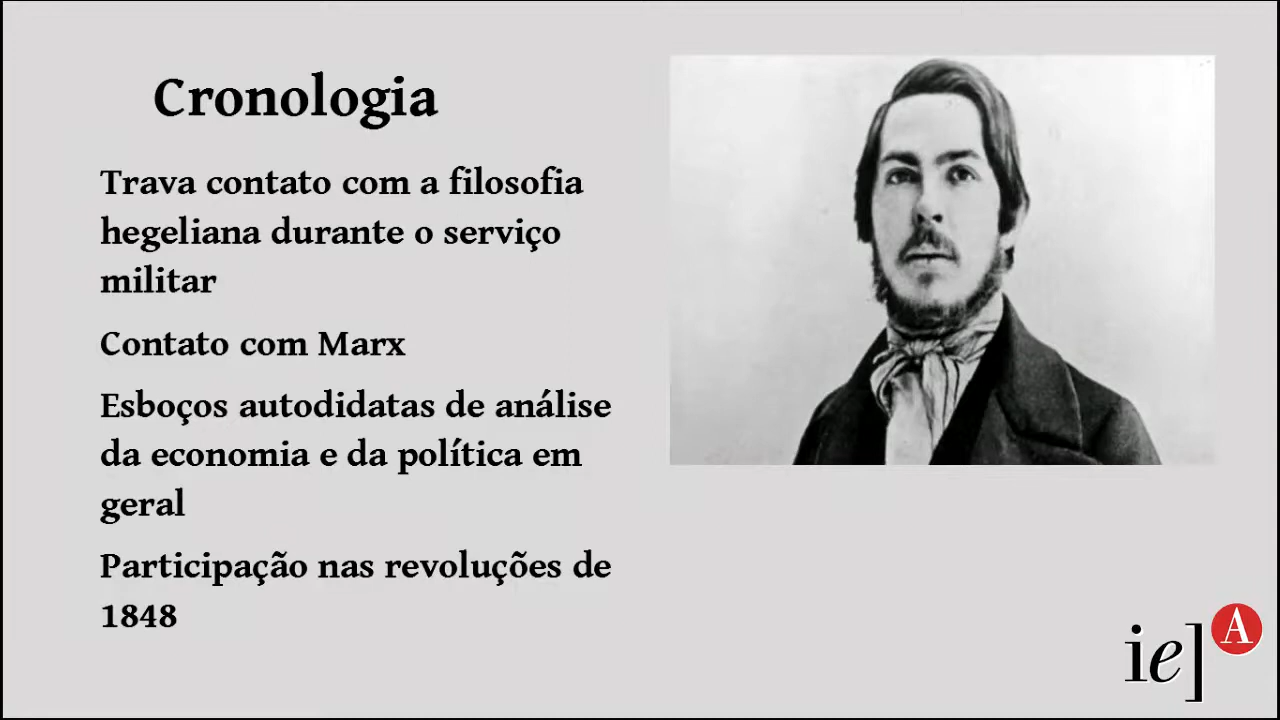 Cronologia
Trava contato com a filosofia
hegeliana durante o serviço
militar
Contato com Marx
Esboços autodidatas de análise
da economia e da política em
geral
Participação nas revoluções de
1848
ie] A